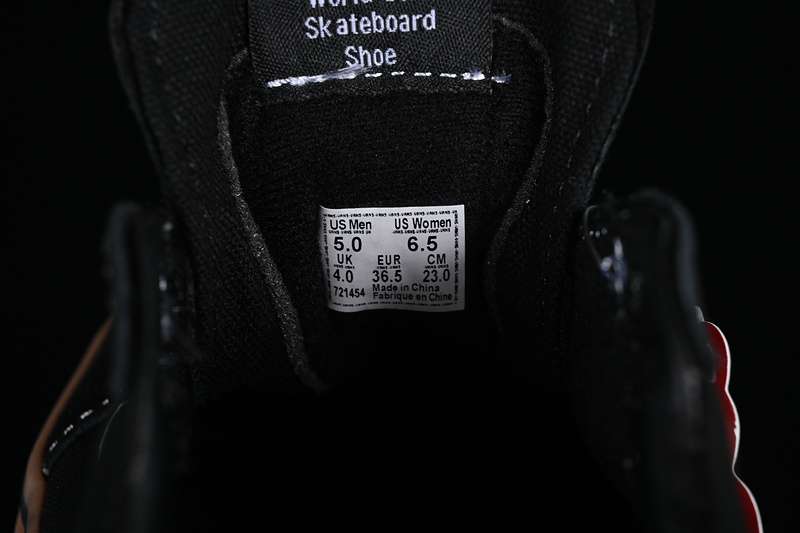 Skateboard
Shoe
US Men US Women
5.0 6.5
UK EUR CM
4.0 36.5 23.0
721454 Made in China
Fabrique en Chine